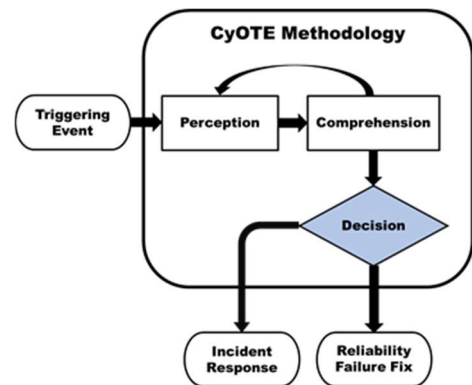 CyOTE Methodology
Triggering
Event
Perception
Comprehension
Decision
Incident
Response
Reliability
Failure Fix